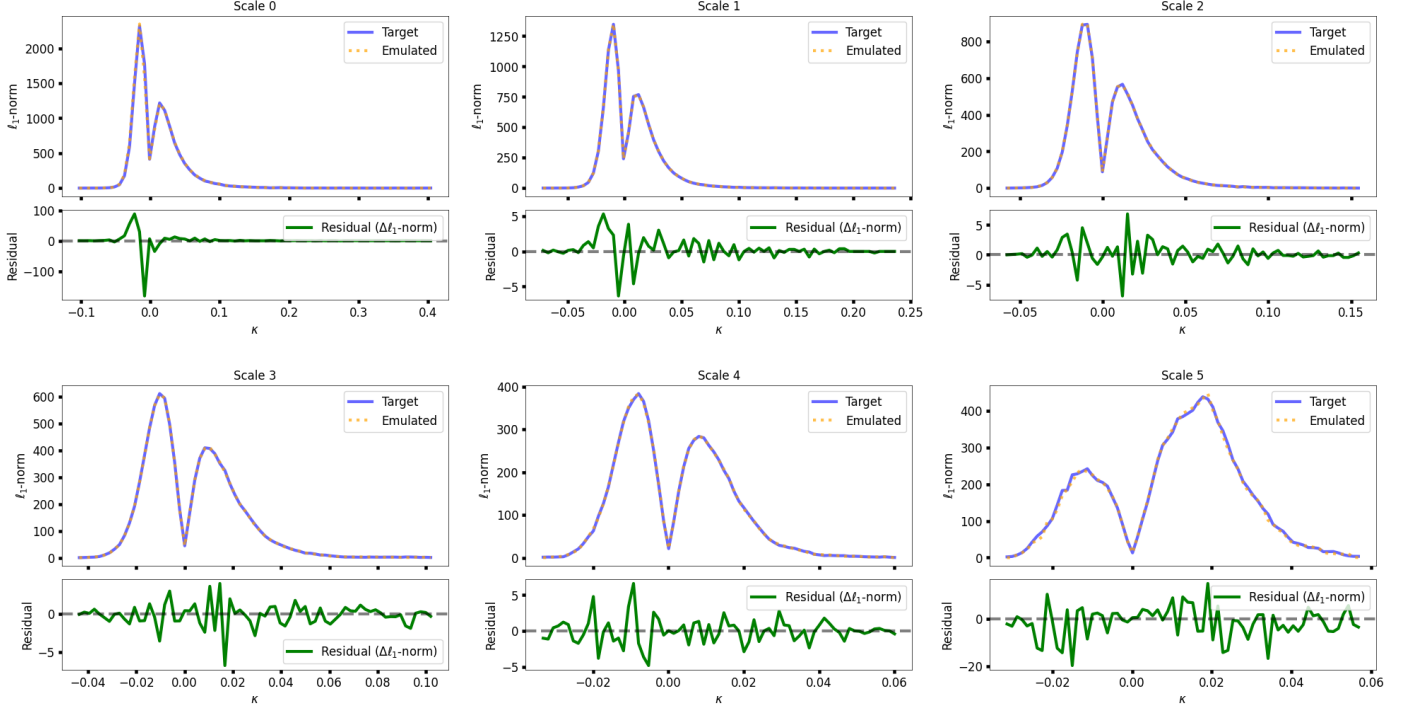 Scale 0
Scale 1
Scale 2
2000
1500
1000
500
0
ℓ1-norm
Target
Emulated
1250
1000
750
500
250
0
ℓ1-norm
Target
Emulated
800
600
400
200
0
ℓ1-norm
Target
Emulated
100
0
−100
Residual
Residual (Δℓ1-norm)
−0.1 0.0 0.1 0.2 0.3 0.4
κ
5
0
−5
Residual
Residual (Δℓ1-norm)
−0.05 0.00 0.05 0.10 0.15 0.20 0.25
κ
5
0
−5
Residual
Residual (Δℓ1-norm)
−0.05 0.00 0.05 0.10 0.15
κ
Scale 3
Scale 4
Scale 5
600
500
400
300
200
100
0
ℓ1-norm
Target
Emulated
400
300
200
100
0
ℓ1-norm
Target
Emulated
400
300
200
100
0
ℓ1-norm
Target
Emulated
0
−5
Residual
Residual (Δℓ1-norm)
−0.04 −0.02 0.00 0.02 0.04 0.06 0.08 0.10
κ
5
0
−5
Residual
Residual (Δℓ1-norm)
−0.02 0.00 0.02 0.04 0.06
κ
0
−20
Residual
Residual (Δℓ1-norm)
−0.02 0.00 0.02 0.04 0.06
κ